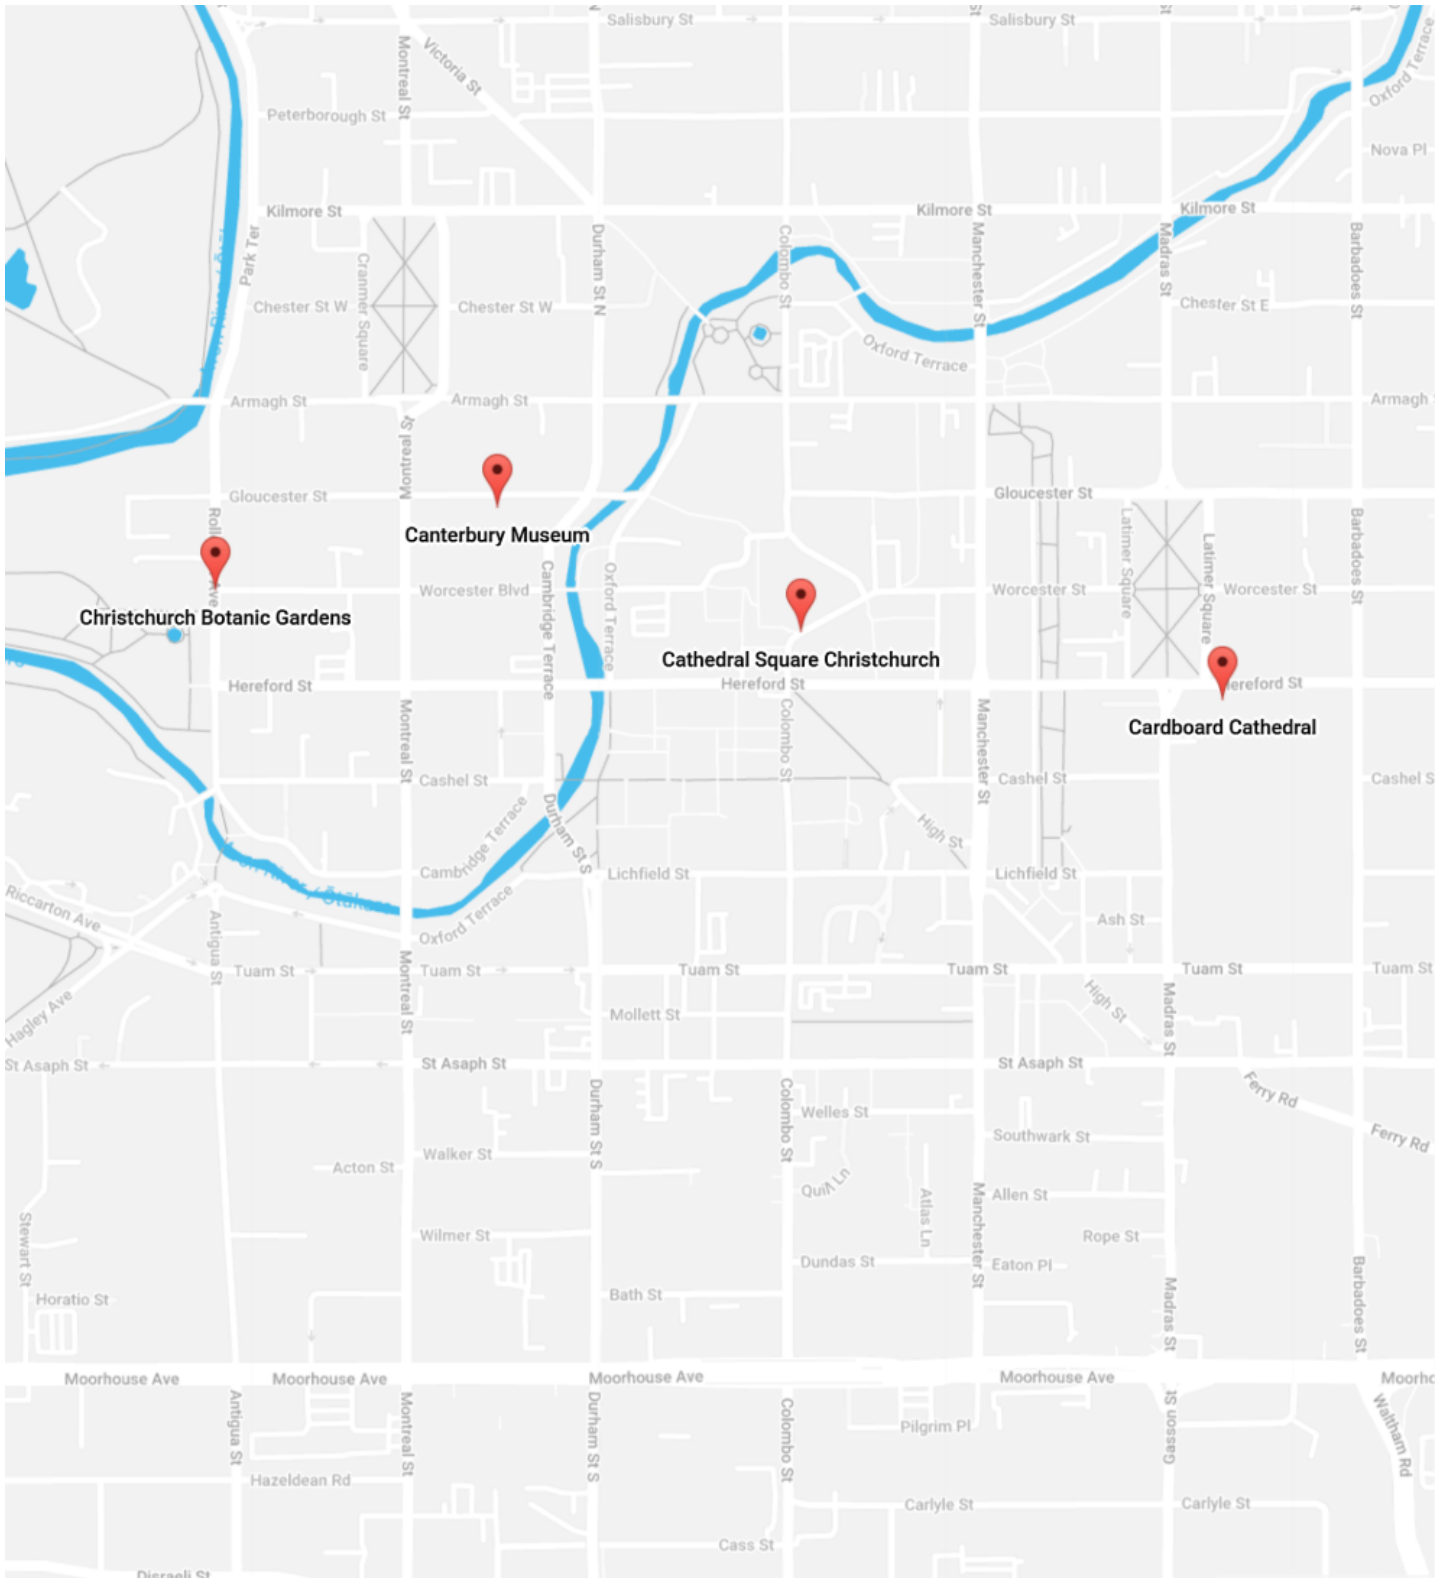 Salisbury St
Salisbury St
Victoria St
Montreal St
Oxford Terrace
Peterborough St
Nova Pl
Kilmore St
Kilmore St
Kilmore St
Park Ter
Cranmer Square
Durham St N
Colombo St
Manchester St
Madras St
Barbadoes St
Chester St W
Chester St W
Chester St E
Oxford Terrace
Armagh St
Armagh St
Armagh
Montreal St
Gloucester St
Gloucester St
Canterbury Museum
Latimer Square
Latimer Square
Barbadoes St
Christchurch Botanic Gardens
Worcester Blvd
Cambridge Terrace
Oxford Terrace
Worcester St
Worcester St
Cathedral Square Christchurch
Hereford St
Hereford St
Hereford St
Cardboard Cathedral
Montreal St
Colombo St
Manchester St
Cashel St
Cashel St
Cashel S
Cambridge Terrace
Durham St S
High St
Avon River / Ōtākaro
Cambridge Terrace
Lichfield St
Lichfield St
Riccarton Ave
Antigua St
Oxford Terrace
Ash St
Tuam St
Tuam St
Tuam St
Tuam St
Tuam St
Tuam St
Montreal St
Hagley Ave
Mollett St
High St
Madras St
St Asaph St
St Asaph St
St Asaph St
Ferry Rd
Ferry Rd
Durham St S
Colombo St
Welles St
Southwark St
Walker St
Acton St
Quill Ln
Atlas Ln
Manchester St
Allen St
Stewart St
Wilmer St
Rope St
Dundas St
Eaton Pl
Barbadoes St
Madras St
Horatio St
Bath St
Moorhouse Ave
Moorhouse Ave
Moorhouse Ave
Moorhouse Ave
Moorho
Antigua St
Montreal St
Durham St S
Colombo St
Pilgrim Pl
Gasson St
Waltham Rd
Hazeldean Rd
Carlyle St
Carlyle St
Cass St
Disraeli St